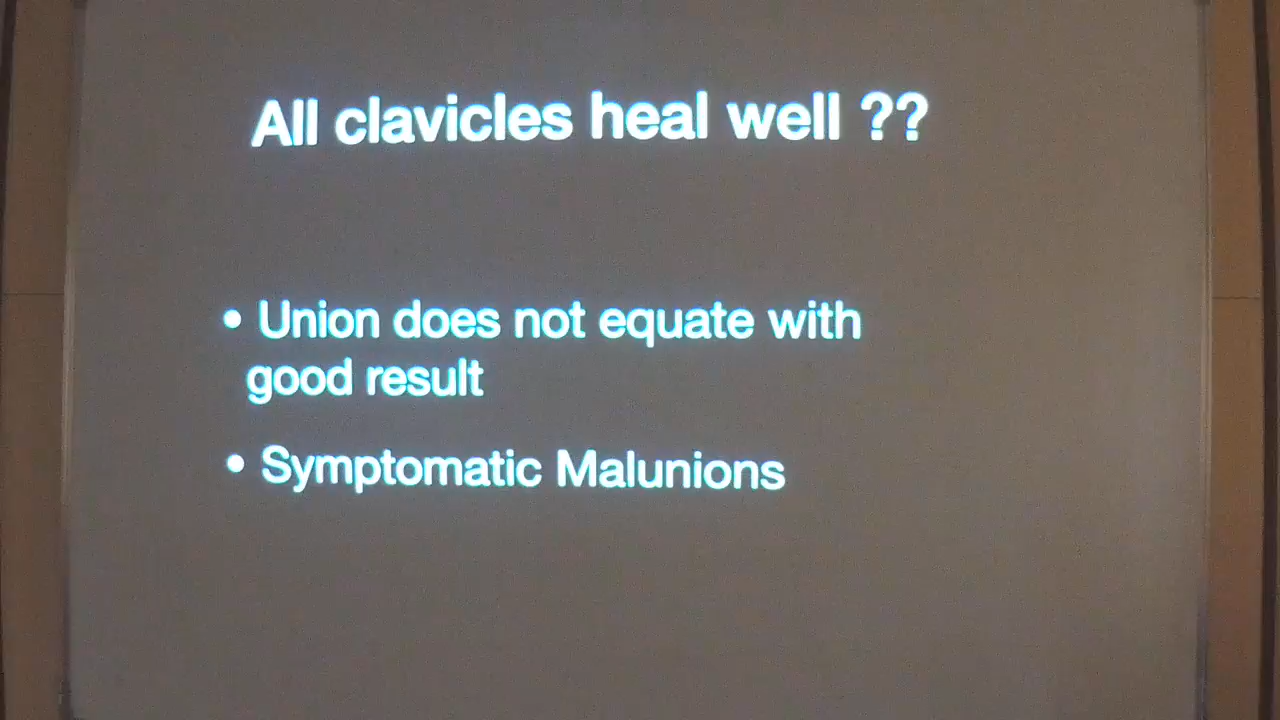 All clavicles heal well ??
• Union does not equate with
good result
• Symptomatic Malunions